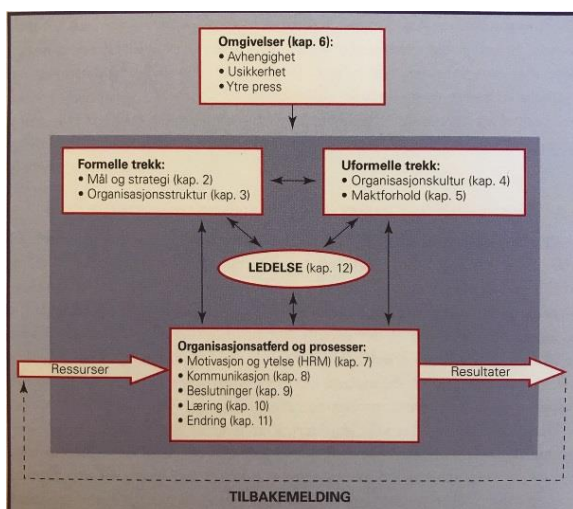 Omgivelser (kap. 6):
• Avhengighet
• Usikkerhet
• Ytre press
Formelle trekk:
• Mål og strategi (kap. 2)
• Organisasjonsstruktur (kap. 3)
Uformelle trekk:
• Organisasjonskultur (kap. 4)
• Maktforhold (kap. 5)
LEDELSE (kap. 12)
Organisasjonsatferd og prosesser:
• Motivasjon og ytelse (HRM) (kap. 7)
• Kommunikasjon (kap. 8)
• Beslutninger (kap. 9)
• Læring (kap. 10)
• Endring (kap. 11)
Ressurser
Resultater
TILBAKEMELDING